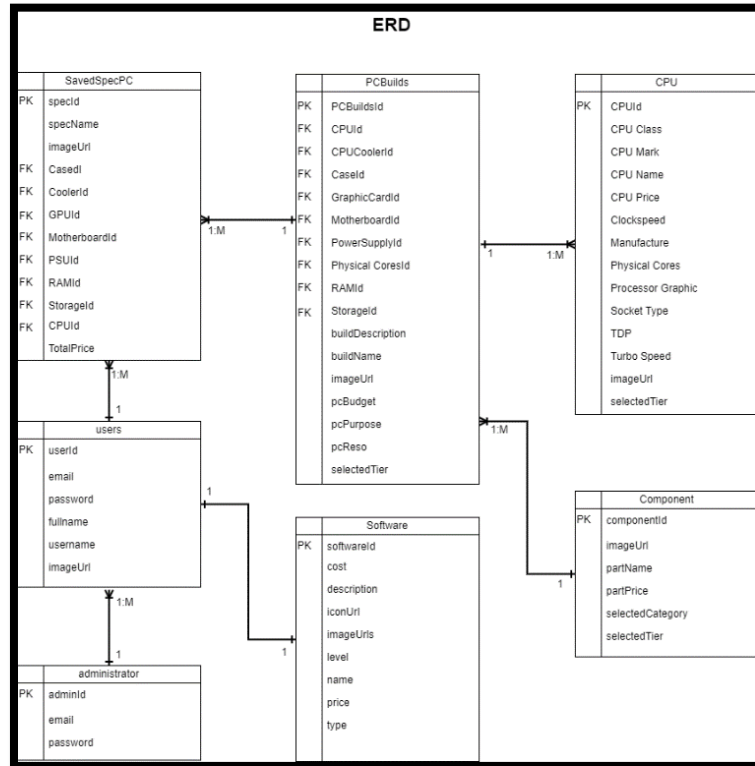 ERD
SavedSpecPC
PK specId
specName
imageUrl
FK CasedI
FK CoolerId
FK GPUId
FK MotherboardId
FK PSUId
FK RAMId
FK StorageId
FK CPUId
TotalPrice
1:M
1
1:M
1
users
PK userId
email
password
fullname
username
imageUrl
1
1
1:M
1
administrator
PK adminId
email
password
PCBuilds
PK PCBuildsId
FK CPUId
FK CPUCoolerId
FK CaseId
FK GraphicCardId
FK MotherboardId
FK PowerSupplyId
FK Physical CoresId
FK RAMId
FK StorageId
buildDescription
buildName
imageUrl
pcBudget
pcPurpose
pcReso
selectedTier
1
1:M
1:M
1
Software
PK softwareId
cost
description
iconUrl
imageUrls
level
name
price
type
CPU
PK CPUId
CPU Class
CPU Mark
CPU Name
CPU Price
Clockspeed
Manufacture
Physical Cores
Processor Graphic
Socket Type
TDP
Turbo Speed
imageUrl
selectedTier
Component
PK componentId
imageUrl
partName
partPrice
selectedCategory
selectedTier